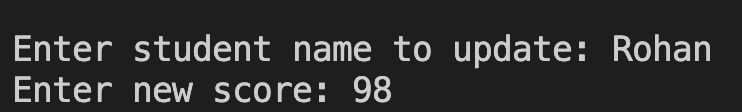 Enter student name to update: Rohan
Enter new score: 98